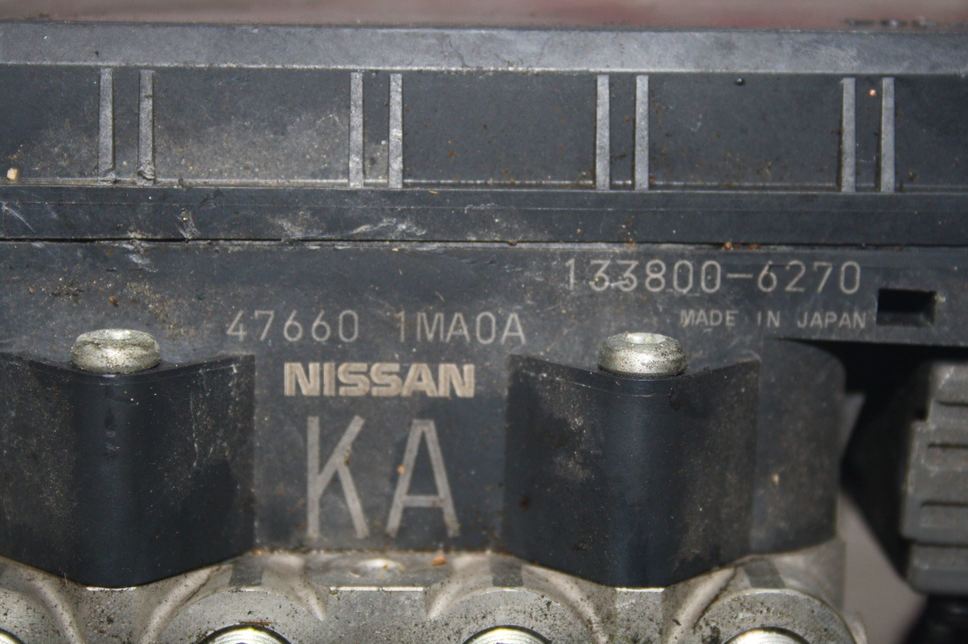 133800-6270
MADE IN JAPAN
47660 1MA0A
NISSAN
KA